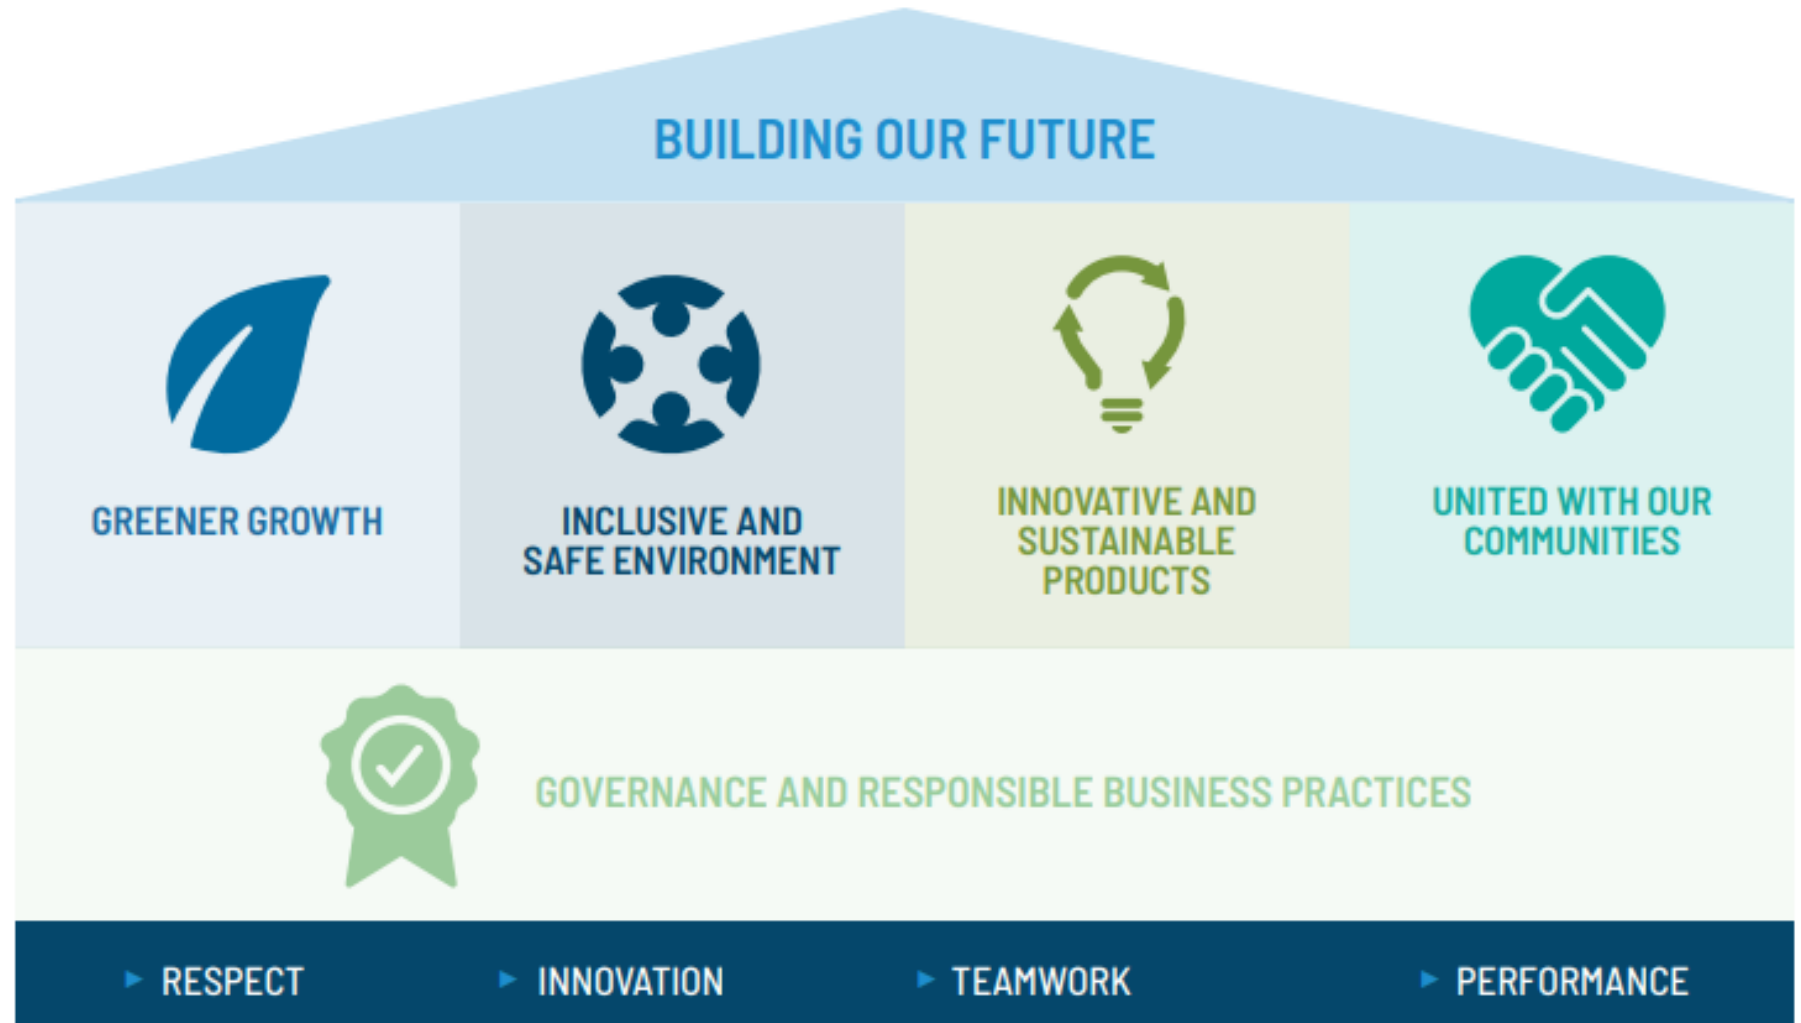 BUILDING OUR FUTURE
GREENER GROWTH
INCLUSIVE AND
SAFE ENVIRONMENT
INNOVATIVE AND
SUSTAINABLE
PRODUCTS
UNITED WITH OUR
COMMUNITIES
GOVERNANCE AND RESPONSIBLE BUSINESS PRACTICES
RESPECT
INNOVATION
TEAMWORK
PERFORMANCE